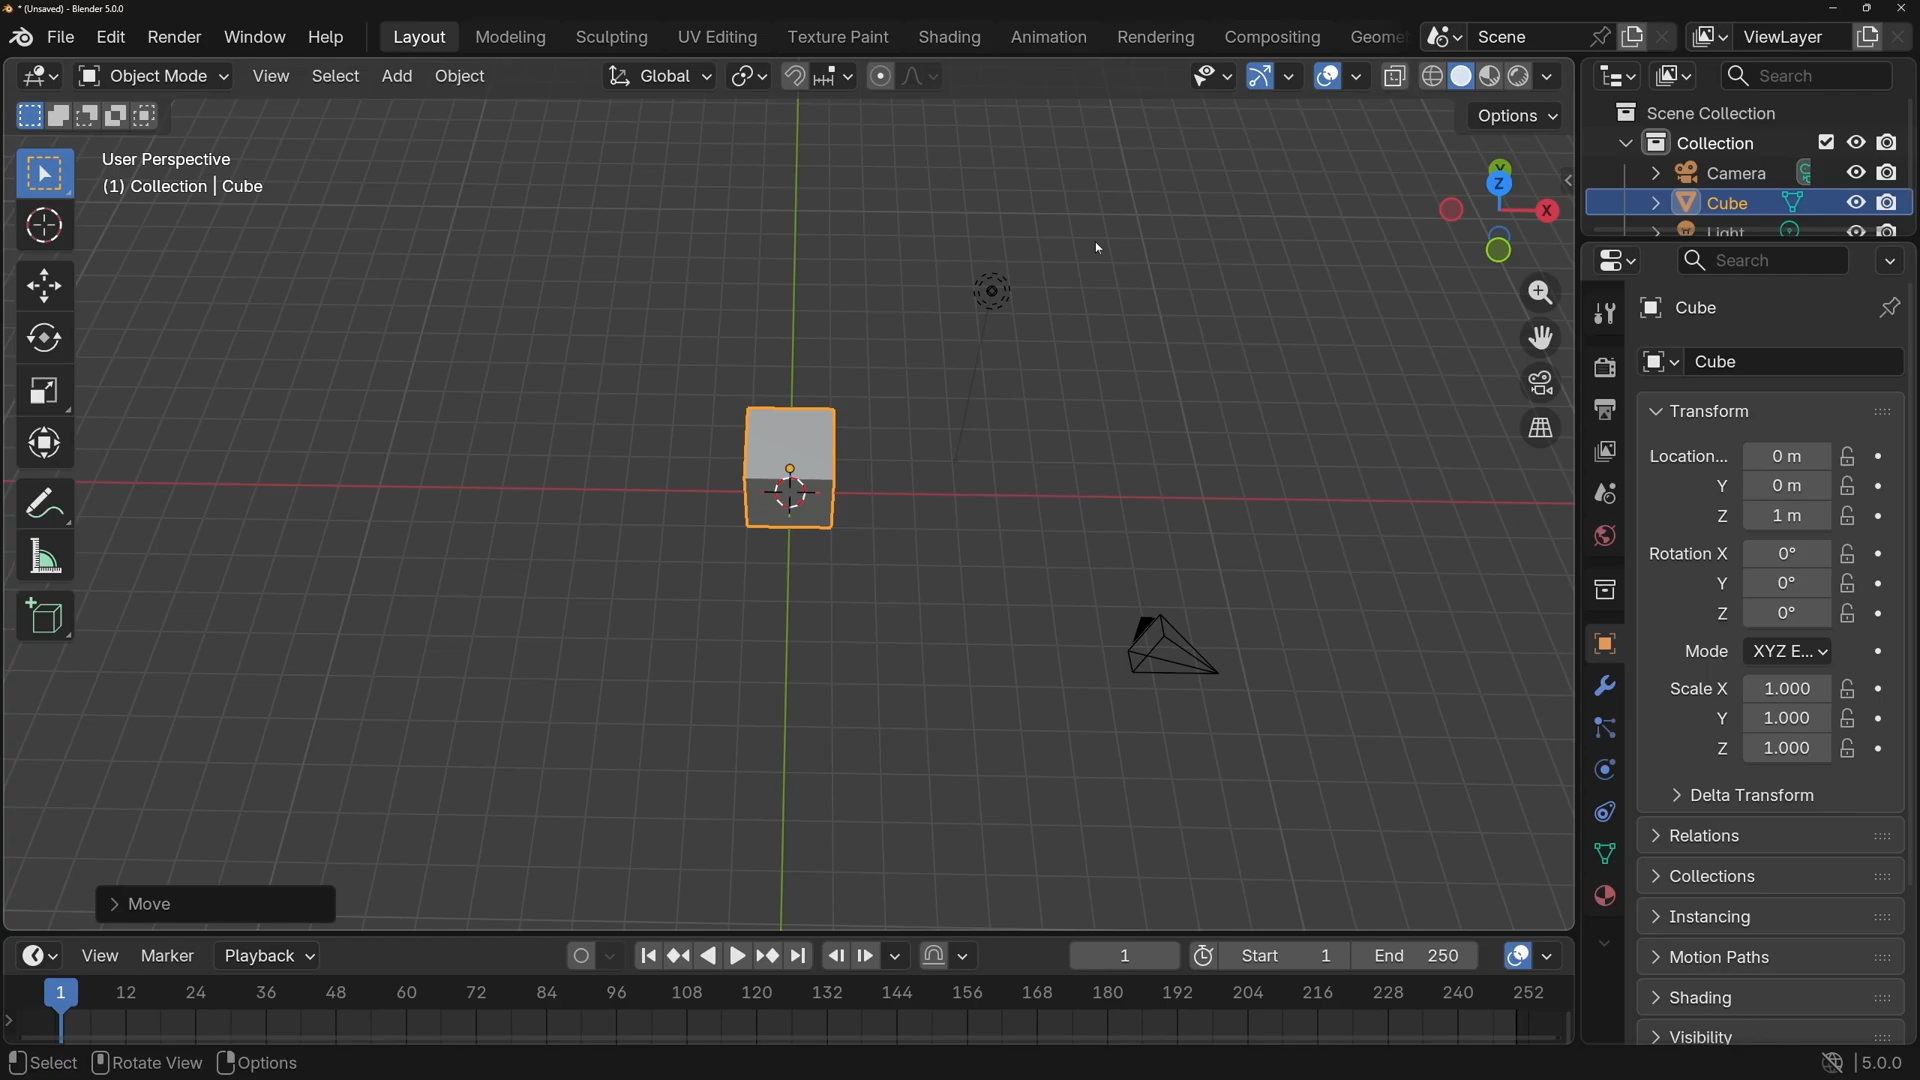 * (Unsaved) - Blender 5.0.0
File Edit Render Window Help Layout Modeling Sculpting UV Editing Texture Paint Shading Animation Rendering Compositing Geomet Scene ViewLayer
Object Mode View Select Add Object Global Search
Options
Scene Collection
Collection
User Perspective
Camera
(1) Collection | Cube
Cube
Light
Y
Z
X
Search
Cube
Cube
Transform
Location... 0 m
Y 0 m
Z 1 m
Rotation X 0°
Y 0°
Z 0°
Mode XYZ E...
Scale X 1.000
Y 1.000
Z 1.000
Delta Transform
Relations
Collections
Instancing
Motion Paths
Shading
Visibility
Move
View Marker Playback 1 Start 1 End 250
1 12 24 36 48 60 72 84 96 108 120 132 144 156 168 180 192 204 216 228 240 252
Select Rotate View Options 5.0.0